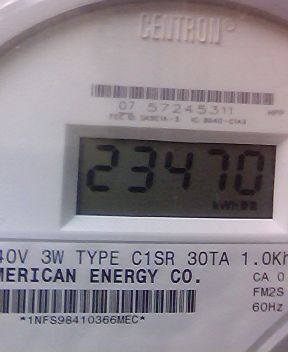 CENTRON®
07 57245311
23470
kWh
40V 3W TYPE C1SR 30TA 1.0Kh
MERICAN ENERGY CO.
CA 0
FM2S
60Hz
*1NFS98410366MEC*